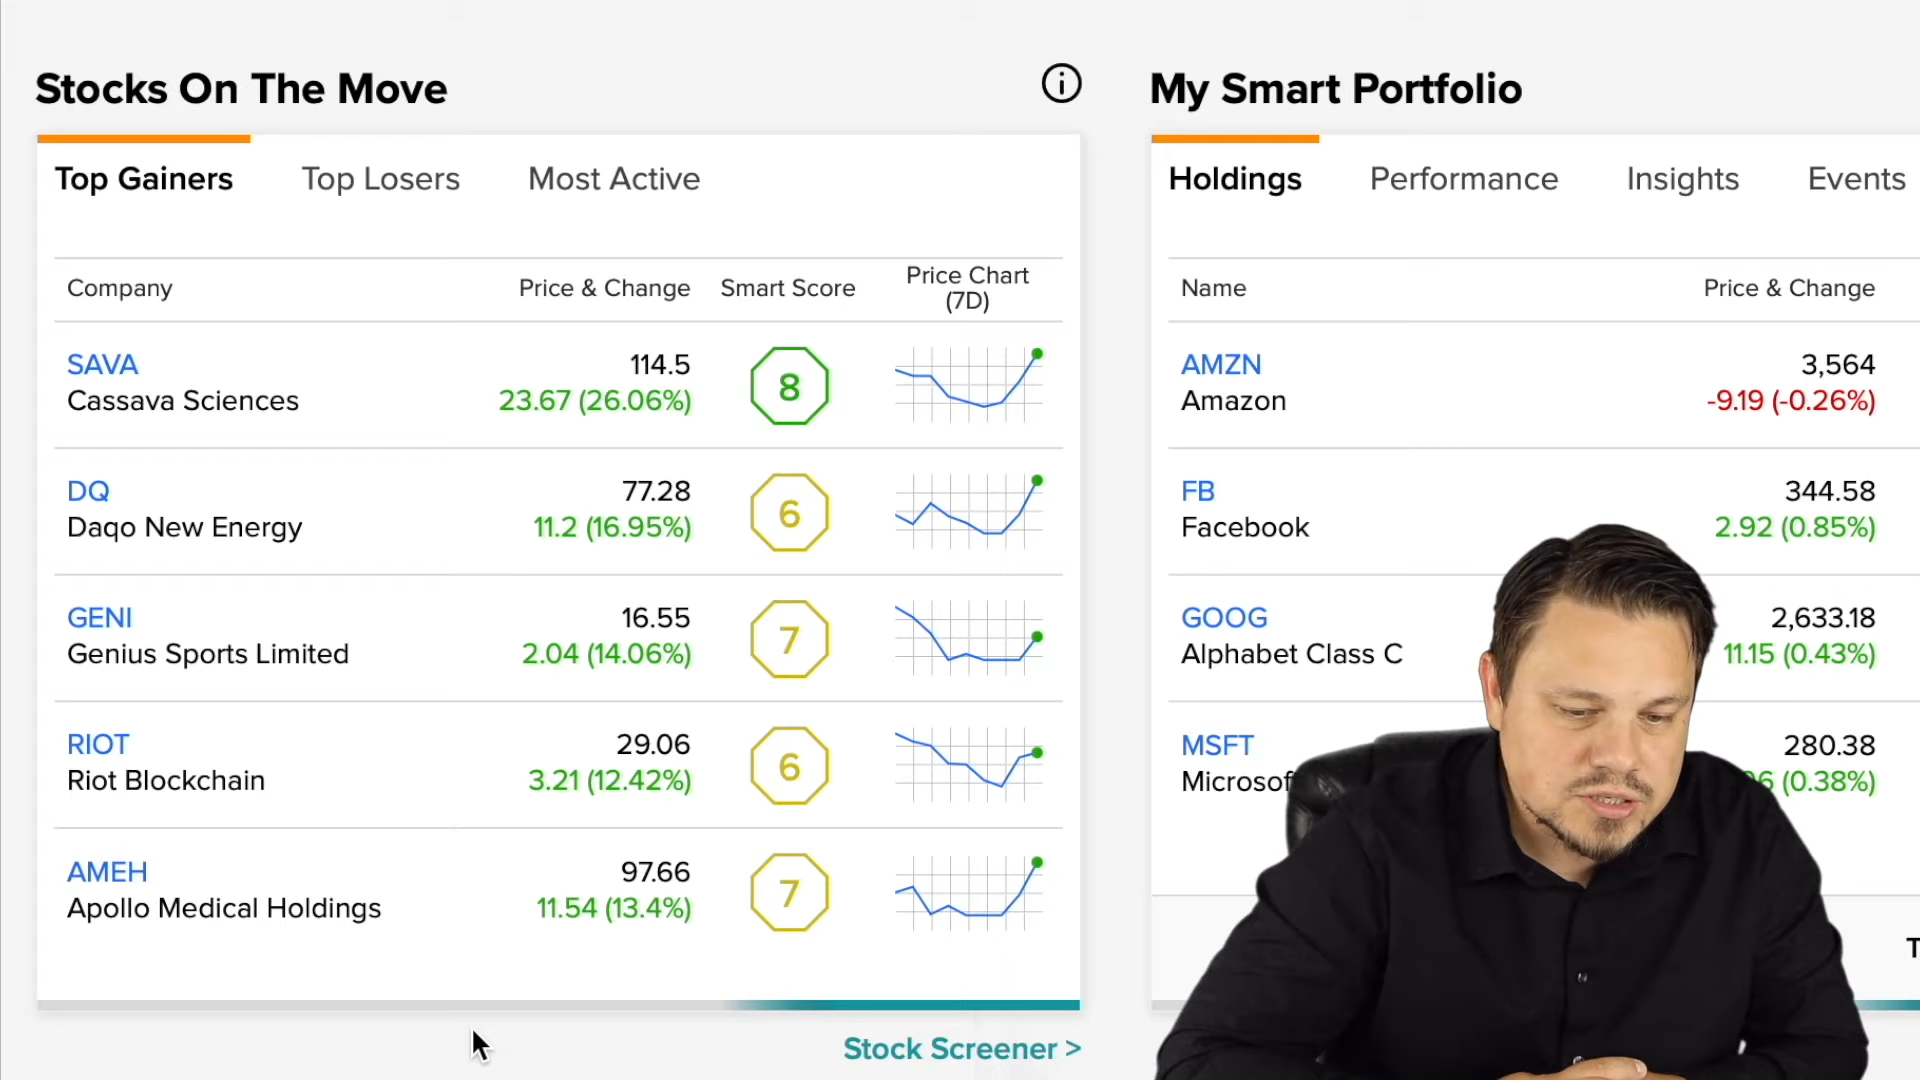 Stocks On The Move
Top Gainers Top Losers Most Active
Company Price & Change Smart Score Price Chart
(7D)
SAVA 114.5
Cassava Sciences 23.67 (26.06%) 8
DQ 77.28
Daqo New Energy 11.2 (16.95%) 6
GENI 16.55
Genius Sports Limited 2.04 (14.06%) 7
RIOT 29.06
Riot Blockchain 3.21 (12.42%) 6
AMEH 97.66
Apollo Medical Holdings 11.54 (13.4%) 7
Stock Screener >
My Smart Portfolio
Holdings Performance Insights Events
Name Price & Change
AMZN 3,564
Amazon -9.19 (-0.26%)
FB 344.58
Facebook 2.92 (0.85%)
GOOG 2,633.18
Alphabet Class C 11.15 (0.43%)
MSFT 280.38
Microsof 6 (0.38%)
T